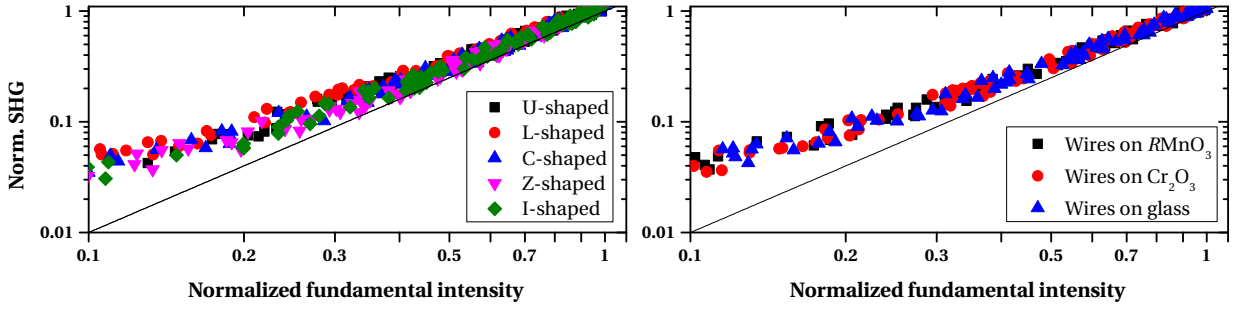 Norm. SHG
1
0.1
0.01
U-shaped
L-shaped
C-shaped
Z-shaped
I-shaped
0.1 0.2 0.3 0.5 0.7 1
Normalized fundamental intensity
1
0.1
0.01
Wires on RMnO₃
Wires on Cr₂O₃
Wires on glass
0.1 0.2 0.3 0.5 0.7 1
Normalized fundamental intensity